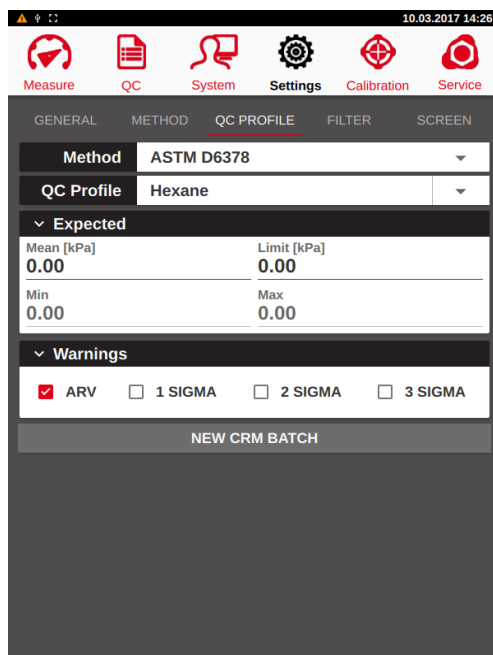 10.03.2017 14:26
Measure QC System Settings Calibration Service
GENERAL METHOD QC PROFILE FILTER SCREEN
Method ASTM D6378
QC Profile Hexane
Expected
Mean [kPa] Limit [kPa]
0.00 0.00
Min Max
0.00 0.00
Warnings
ARV 1 SIGMA 2 SIGMA 3 SIGMA
NEW CRM BATCH